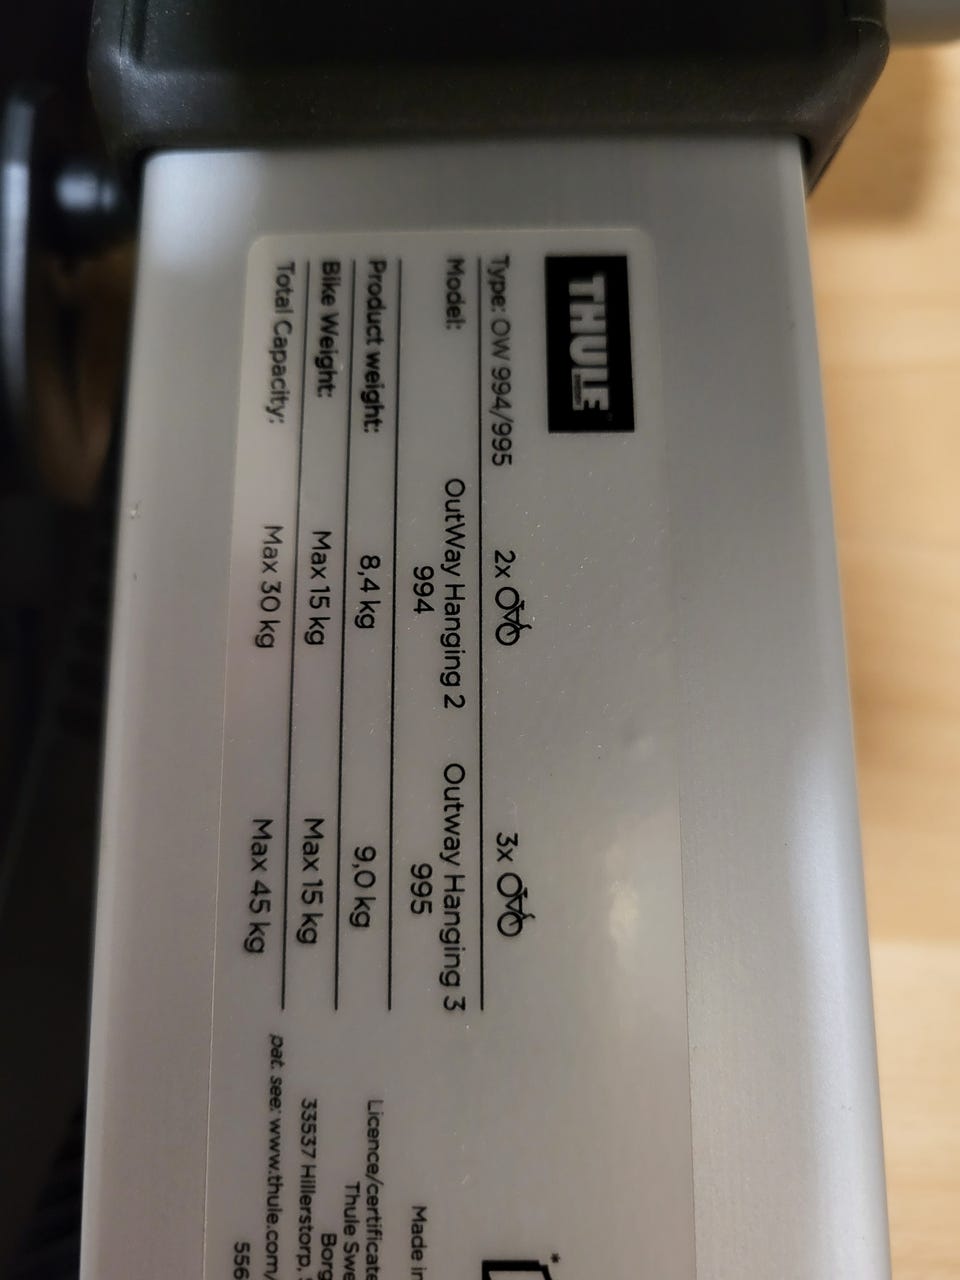 THULE
Type: OW 994/995 2x 3x
Model: OutWay Hanging 2 Outway Hanging 3
994 995
Product weight: 8,4 kg 9,0 kg
Bike Weight: Max 15 kg Max 15 kg
Total Capacity: Max 30 kg Max 45 kg
Made in
Licence/certificate
Thule Swe
Borg
33537 Hillerstorp,
pat. see: www.thule.com/
556
*